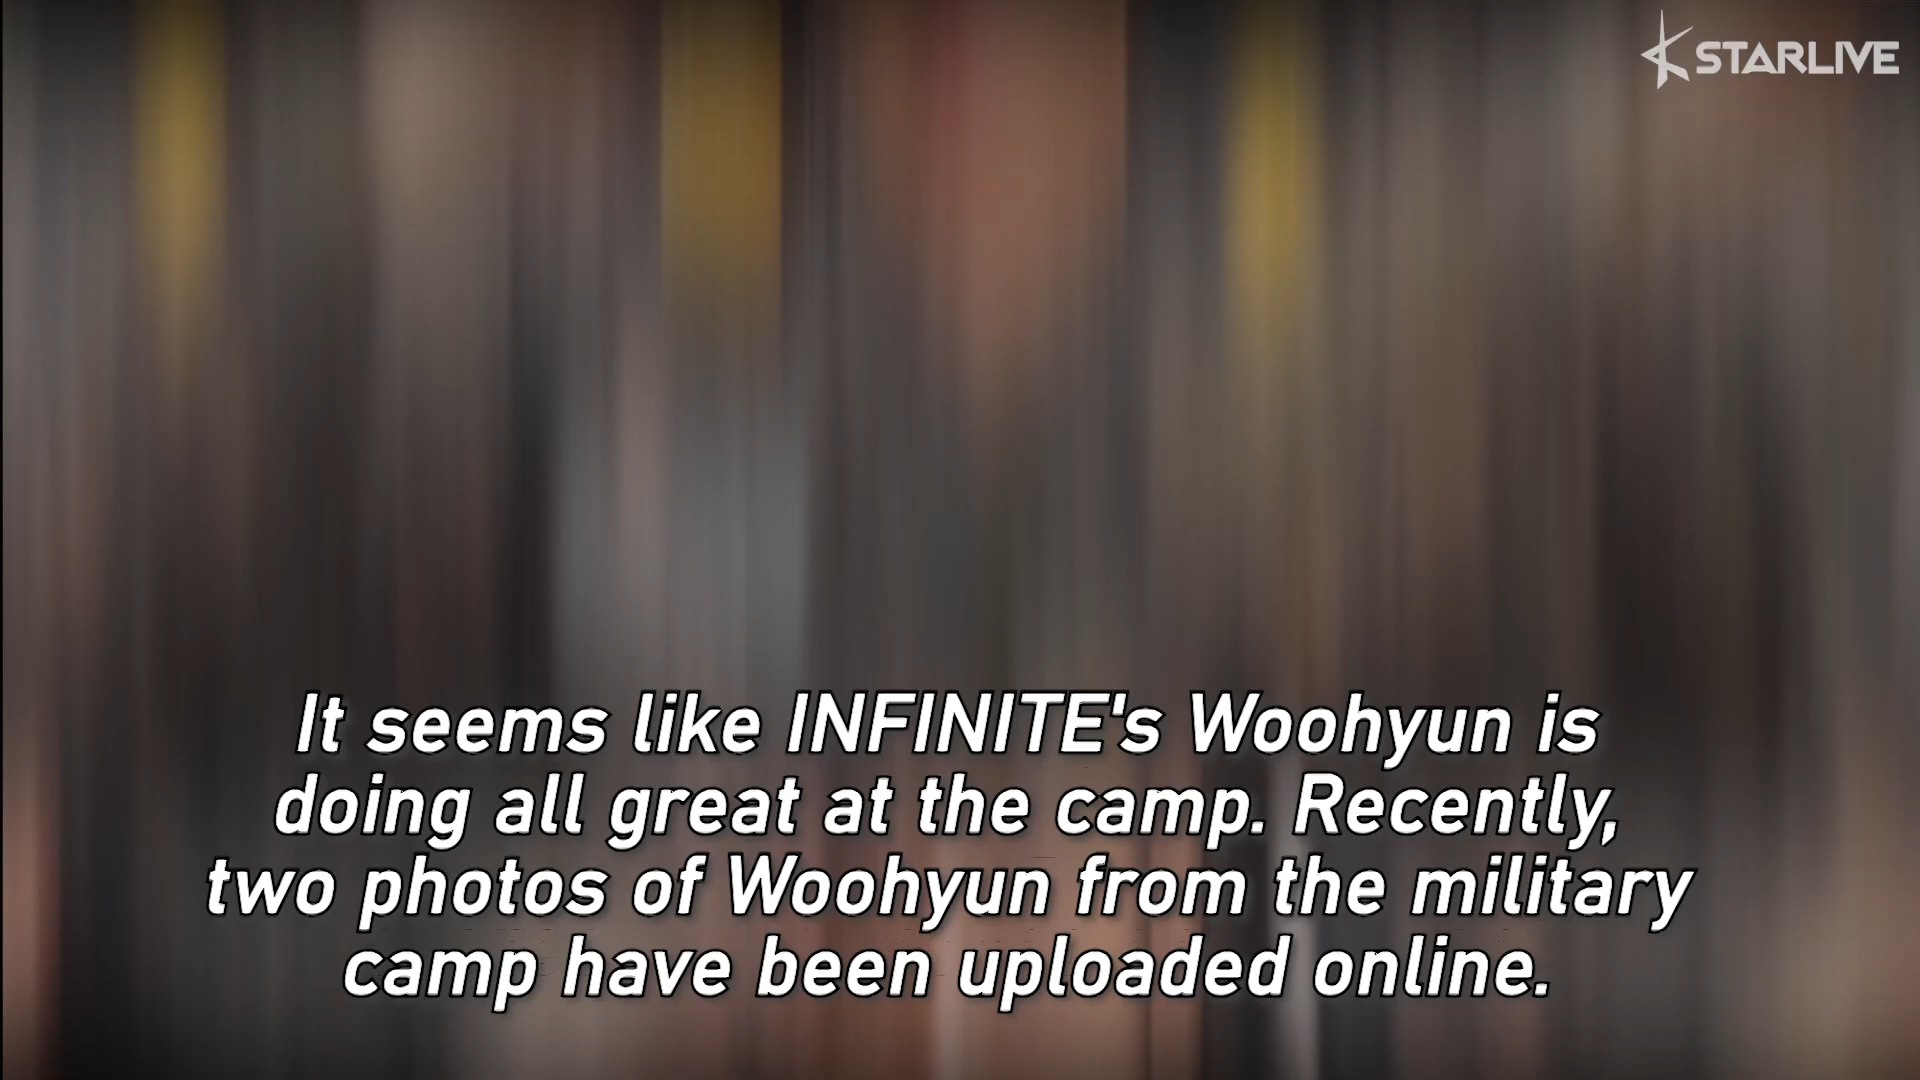 STARLIVE
It seems like INFINITE's Woohyun is
doing all great at the camp. Recently,
two photos of Woohyun from the military
camp have been uploaded online.